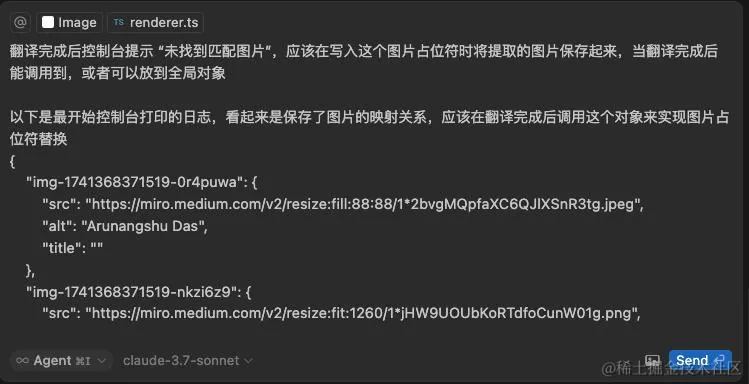 @ Image TS renderer.ts
翻译完成后控制台提示 “未找到匹配图片”，应该在写入这个图片占位符时将提取的图片保存起来，当翻译完成后
能调用到，或者可以放到全局对象
以下是最开始控制台打印的日志，看起来是保存了图片的映射关系，应该在翻译完成后调用这个对象来实现图片占
位符替换
{
"img-1741368371519-0r4puwa": {
"src": "https://miro.medium.com/v2/resize:fill:88:88/1*2bvgMQpfaXC6QJlXSnR3tg.jpeg",
"alt": "Arunangshu Das",
"title": ""
},
"img-1741368371519-nkzi6z9": {
"src": "https://miro.medium.com/v2/resize:fit:1260/1*jHW9UOUbKoRTdfoCunW01g.png",
∞ Agent ⌘I claude-3.7-sonnet Send ⏎
@稀土掘金技术社区